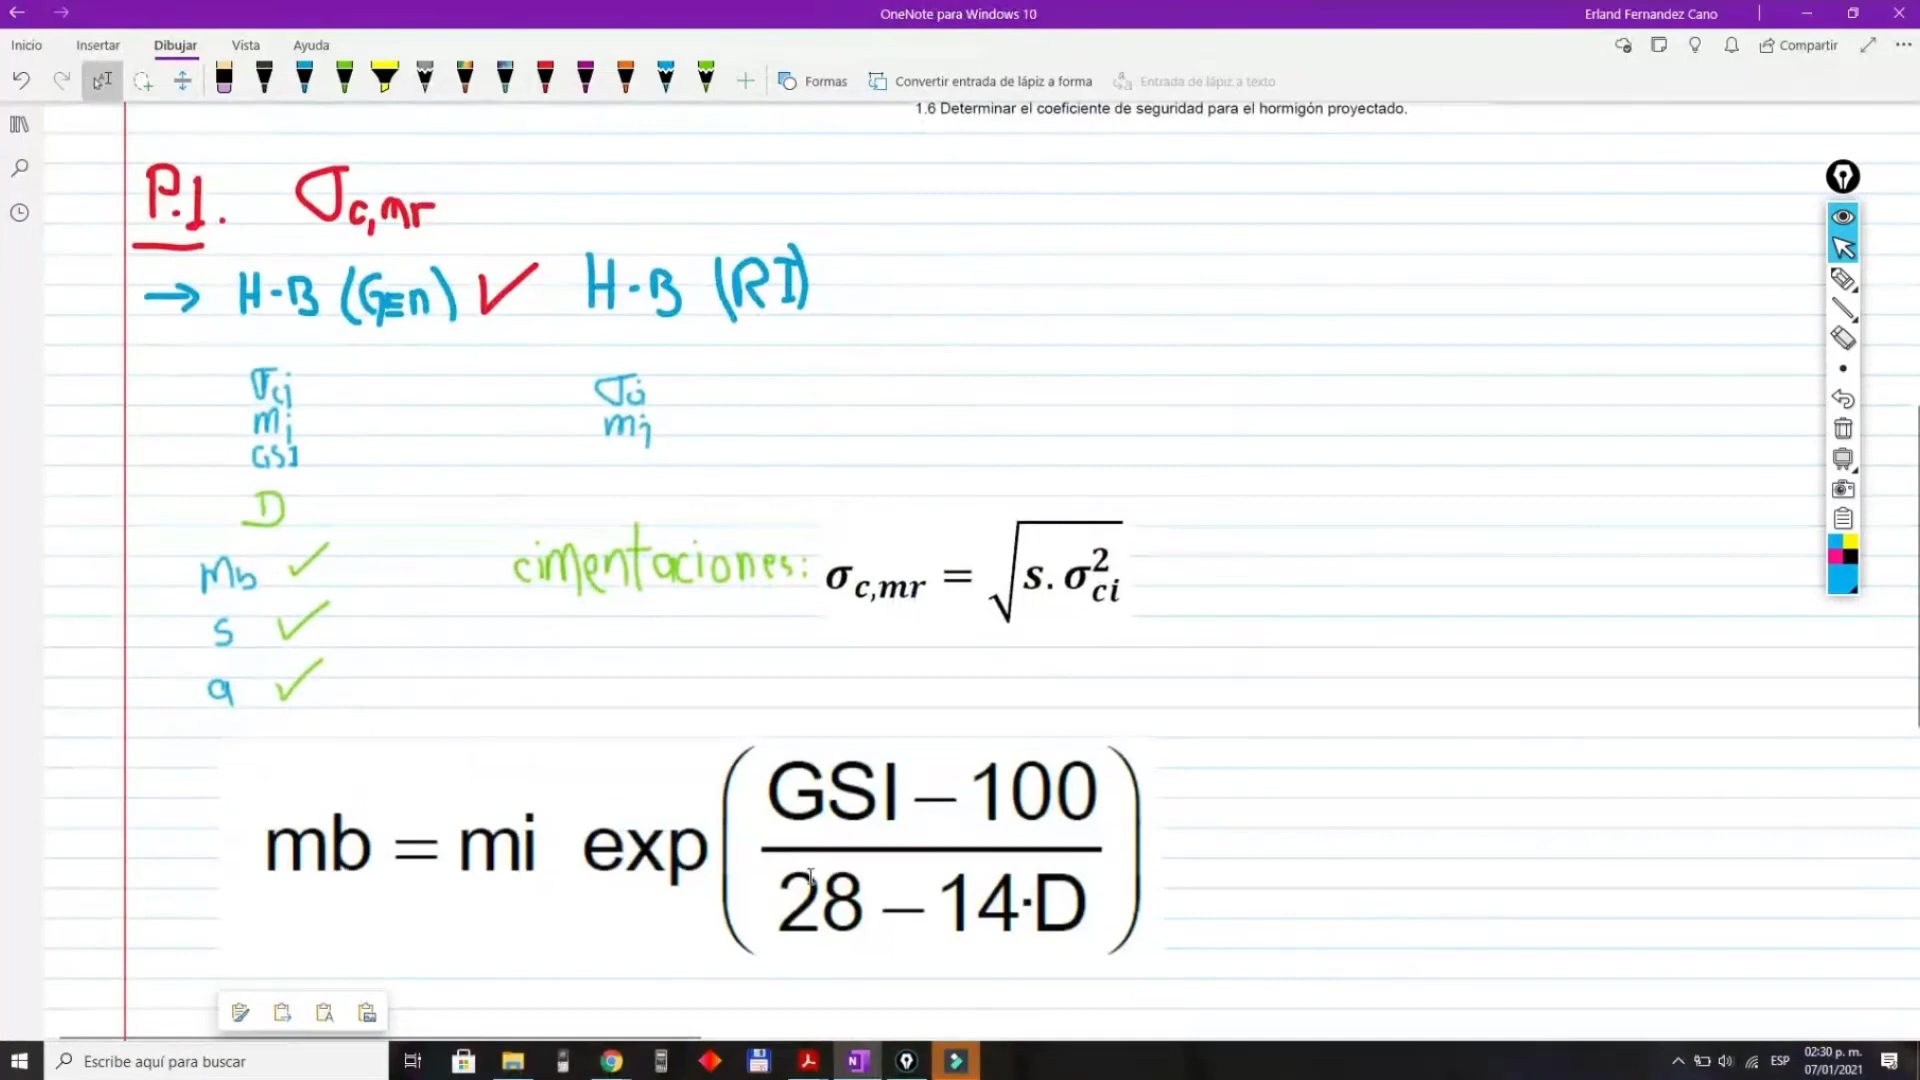 OneNote para Windows 10
Erland Fernandez Cano
Inicio Insertar Dibujar Vista Ayuda
Compartir
Formas Convertir entrada de lápiz a forma Entrada de lápiz a texto
1.6 Determinar el coeficiente de seguridad para el hormigón proyectado.
P.I. σc,mr
→ H-B (GEn) ✓ H-B (RI)
σci σci
mi mi
GSI
D
cimentaciones: σc,mr = √s.σ²ci
mb ✓
s ✓
a ✓
mb = mi exp(GSI – 100
28 – 14·D)
Escribe aquí para buscar
ESP
02:30 p. m.
07/01/2021